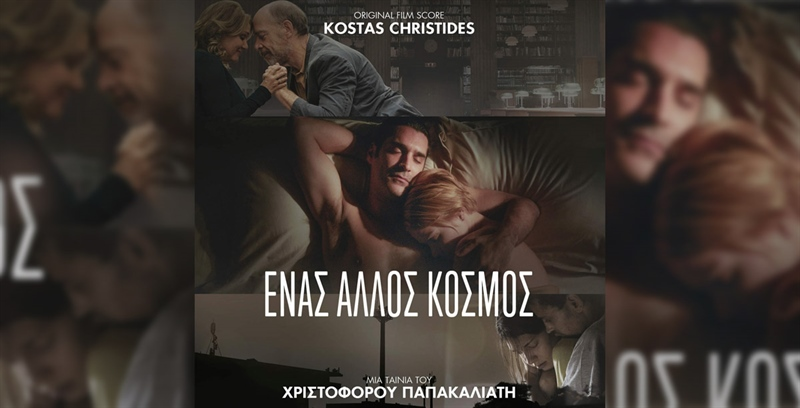 ORIGINAL FILM SCORE
KOSTAS CHRISTIDES
ΕΝΑΣ ΑΛΛΟΣ ΚΟΣΜΟΣ
ΜΙΑ ΤΑΙΝΙΑ ΤΟΥ
ΧΡΙΣΤΟΦΟΡΟΥ ΠΑΠΑΚΑΛΙΑΤΗ